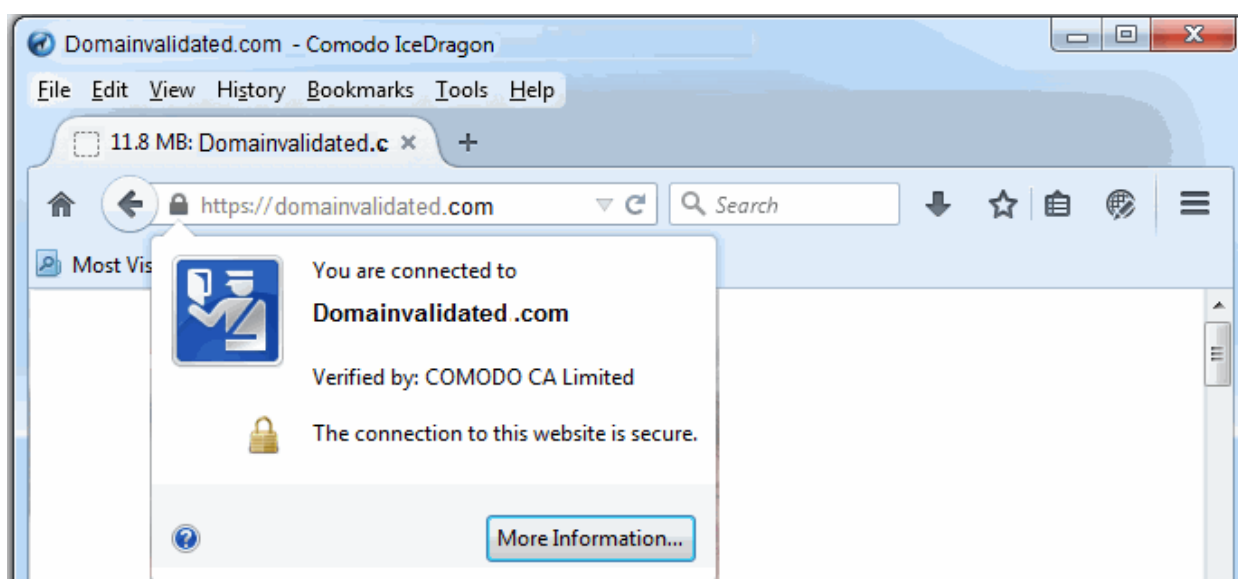 Domainvalidated.com - Comodo IceDragon
File Edit View History Bookmarks Tools Help
11.8 MB: Domainvalidated.c
https://domainvalidated.com
Search
Most Vis
You are connected to
Domainvalidated .com
Verified by: COMODO CA Limited
The connection to this website is secure.
More Information...